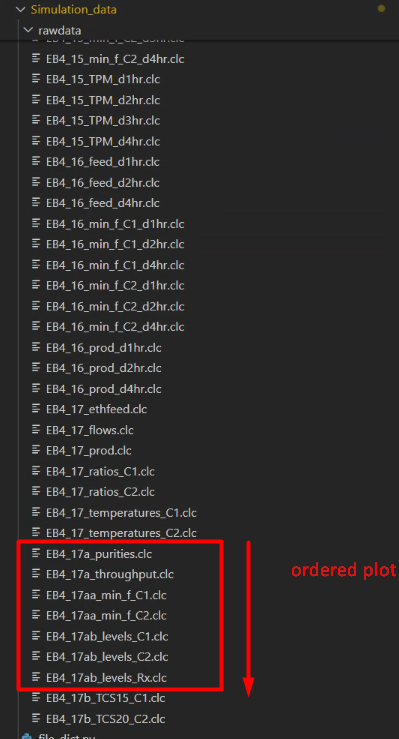 Simulation_data
rawdata
EB4_15_min_f_C2_d3hr.clc
EB4_15_min_f_C2_d4hr.clc
EB4_15_TPM_d1hr.clc
EB4_15_TPM_d2hr.clc
EB4_15_TPM_d3hr.clc
EB4_15_TPM_d4hr.clc
EB4_16_feed_d1hr.clc
EB4_16_feed_d2hr.clc
EB4_16_feed_d4hr.clc
EB4_16_min_f_C1_d1hr.clc
EB4_16_min_f_C1_d2hr.clc
EB4_16_min_f_C1_d4hr.clc
EB4_16_min_f_C2_d1hr.clc
EB4_16_min_f_C2_d2hr.clc
EB4_16_min_f_C2_d4hr.clc
EB4_16_prod_d1hr.clc
EB4_16_prod_d2hr.clc
EB4_16_prod_d4hr.clc
EB4_17_ethfeed.clc
EB4_17_flows.clc
EB4_17_prod.clc
EB4_17_ratios_C1.clc
EB4_17_ratios_C2.clc
EB4_17_temperatures_C1.clc
EB4_17_temperatures_C2.clc
EB4_17a_purities.clc
EB4_17a_throughput.clc
ordered plot
EB4_17aa_min_f_C1.clc
EB4_17aa_min_f_C2.clc
EB4_17ab_levels_C1.clc
EB4_17ab_levels_C2.clc
EB4_17ab_levels_Rx.clc
EB4_17b_TCS15_C1.clc
EB4_17b_TCS20_C2.clc
file_dict.py